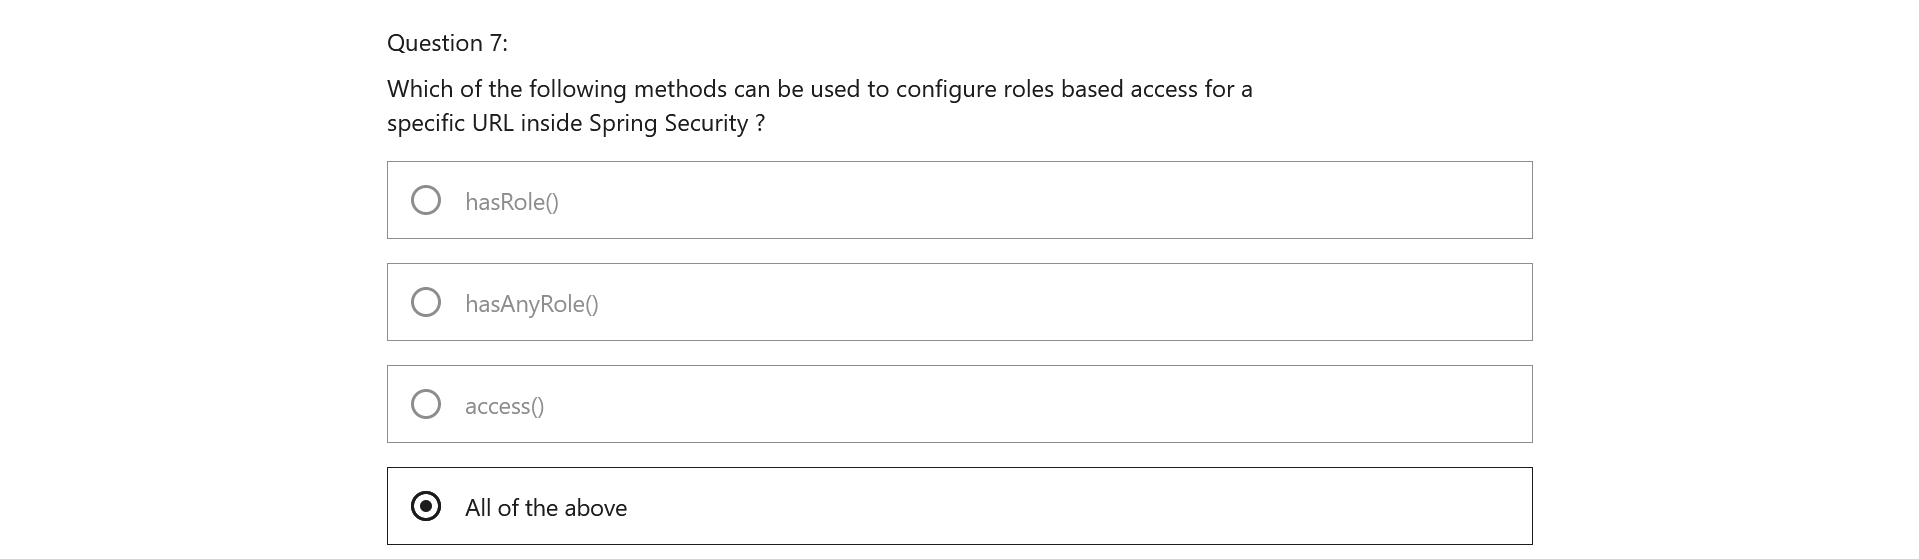 Question 7:
Which of the following methods can be used to configure roles based access for a
specific URL inside Spring Security ?
hasRole()
hasAnyRole()
access()
All of the above